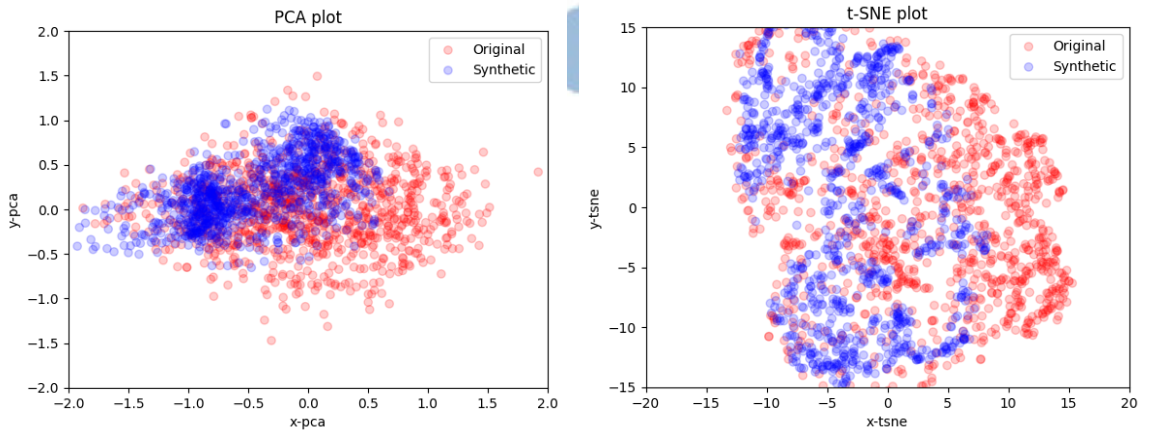 PCA plot
2.0
1.5
1.0
0.5
0.0
−0.5
−1.0
−1.5
−2.0
y-pca
Original
Synthetic
−2.0 −1.5 −1.0 −0.5 0.0 0.5 1.0 1.5 2.0
x-pca
t-SNE plot
15
10
5
0
−5
−10
−15
y-tsne
Original
Synthetic
−20 −15 −10 −5 0 5 10 15 20
x-tsne